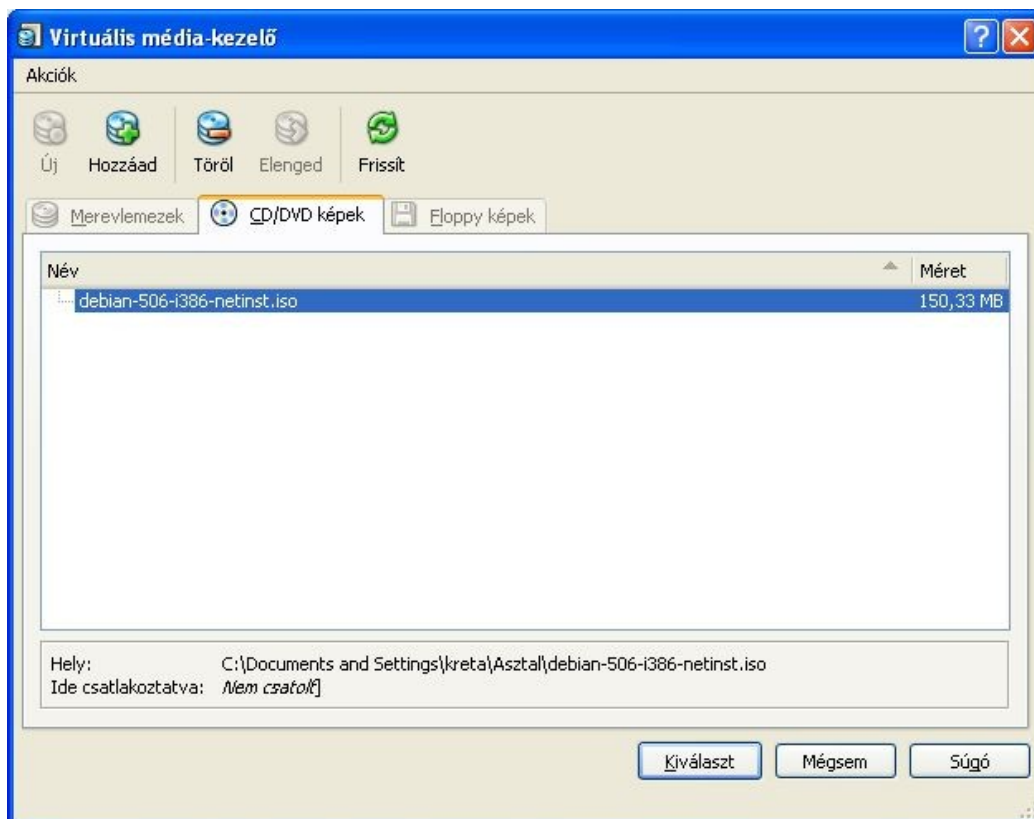 Virtuális média-kezelő
Akciók
Új Hozzáad Töröl Elenged Frissít
Merevlemezek CD/DVD képek Floppy képek
Név Méret
debian-506-i386-netinst.iso 150,33 MB
Hely: C:\Documents and Settings\kreta\Asztal\debian-506-i386-netinst.iso
Ide csatlakoztatva: Nem csatolt]
Kiválaszt Mégsem Súgó